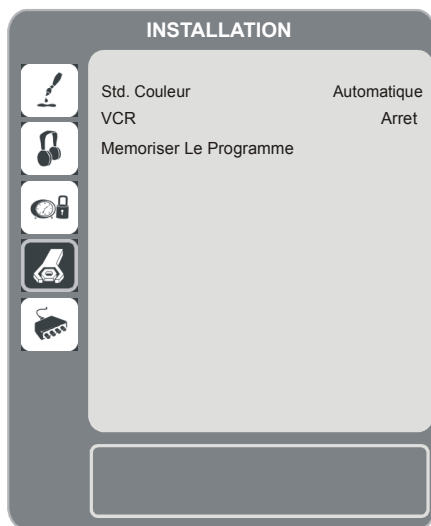 INSTALLATION
Std. Couleur Automatique
VCR Arret
Memoriser Le Programme